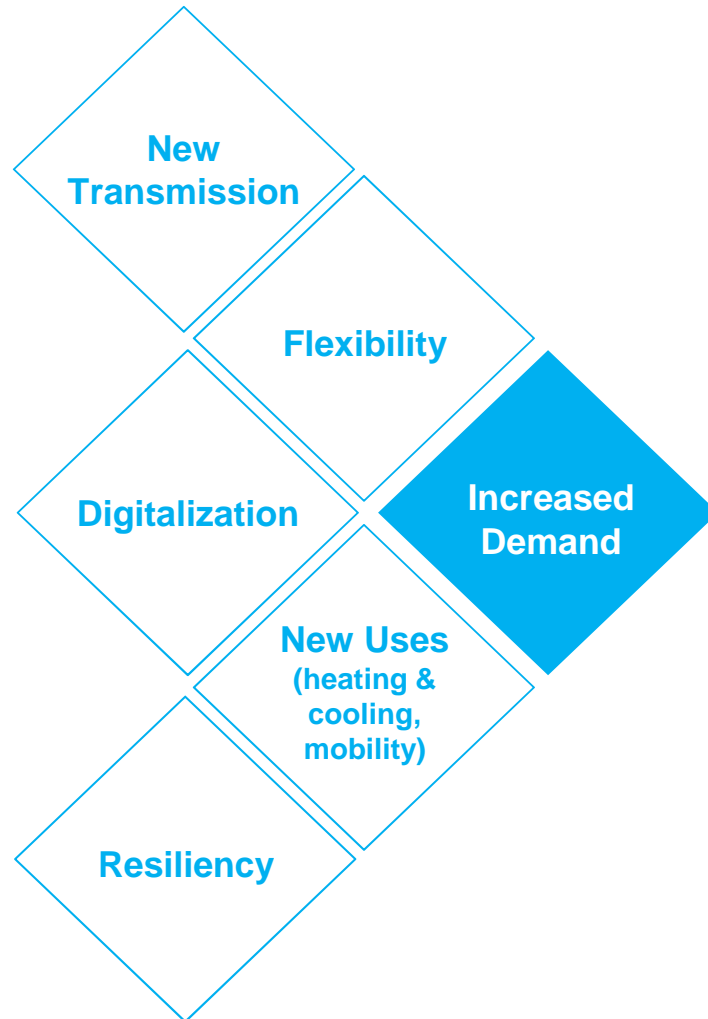 New
Transmission
Flexibility
Digitalization
Increased
Demand
New Uses
(heating &
cooling,
mobility)
Resiliency